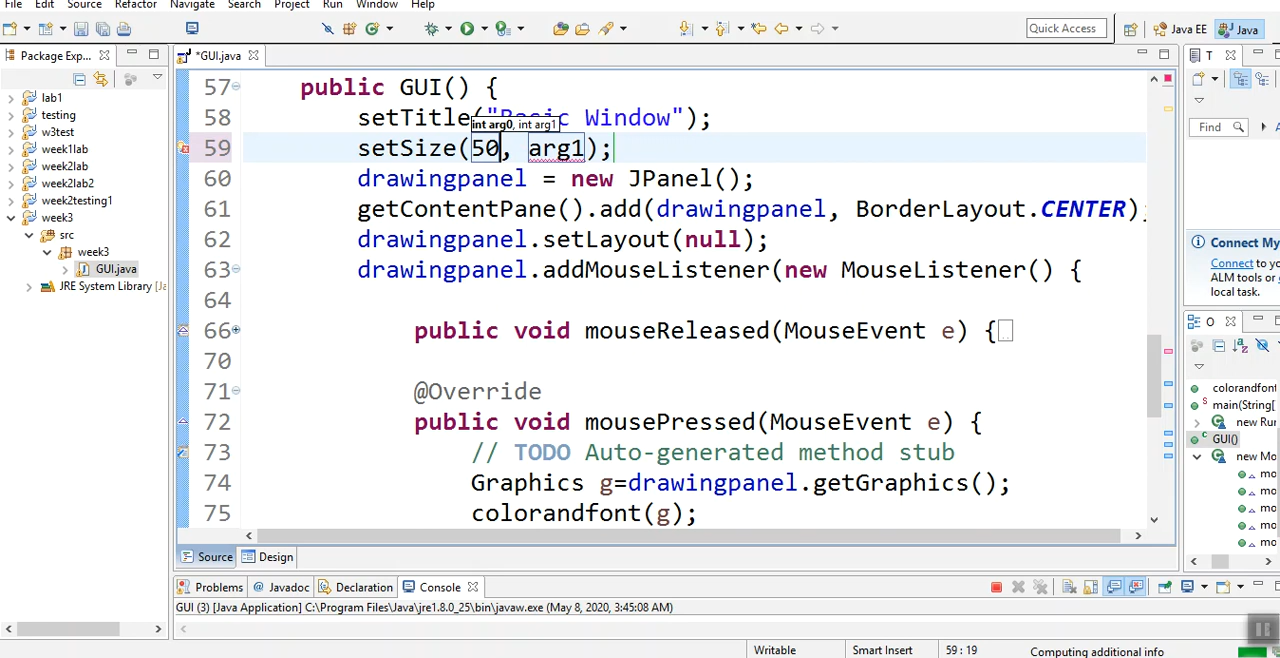 File Edit Source Refactor Navigate Search Project Run Window Help
Quick Access Java EE Java
Package Exp... *GUI.java T
lab1
testing
w3test
week1lab
week2lab
week2lab2
week2testing1
week3
src
week3
GUI.java
JRE System Library [Ja
57 public GUI() {
58 setTitle("Basic Window");
int arg0, int arg1
59 setSize(50, arg1);
60 drawingpanel = new JPanel();
61 getContentPane().add(drawingpanel, BorderLayout.CENTER);
62 drawingpanel.setLayout(null);
63 drawingpanel.addMouseListener(new MouseListener() {
64
66 public void mouseReleased(MouseEvent e) {
70
71 @Override
72 public void mousePressed(MouseEvent e) {
73 // TODO Auto-generated method stub
74 Graphics g=drawingpanel.getGraphics();
75 colorandfont(g);
Find A
Connect My
Connect to yo
ALM tools or
local task.
O
colorandfont
main(String[
new Run
GUI()
new Mo
mo
mo
mo
mo
mo
Source Design
Problems Javadoc Declaration Console
GUI (3) [Java Application] C:\Program Files\Java\jre1.8.0_25\bin\javaw.exe (May 8, 2020, 3:45:08 AM)
Writable Smart Insert 59 : 19 Computing additional info